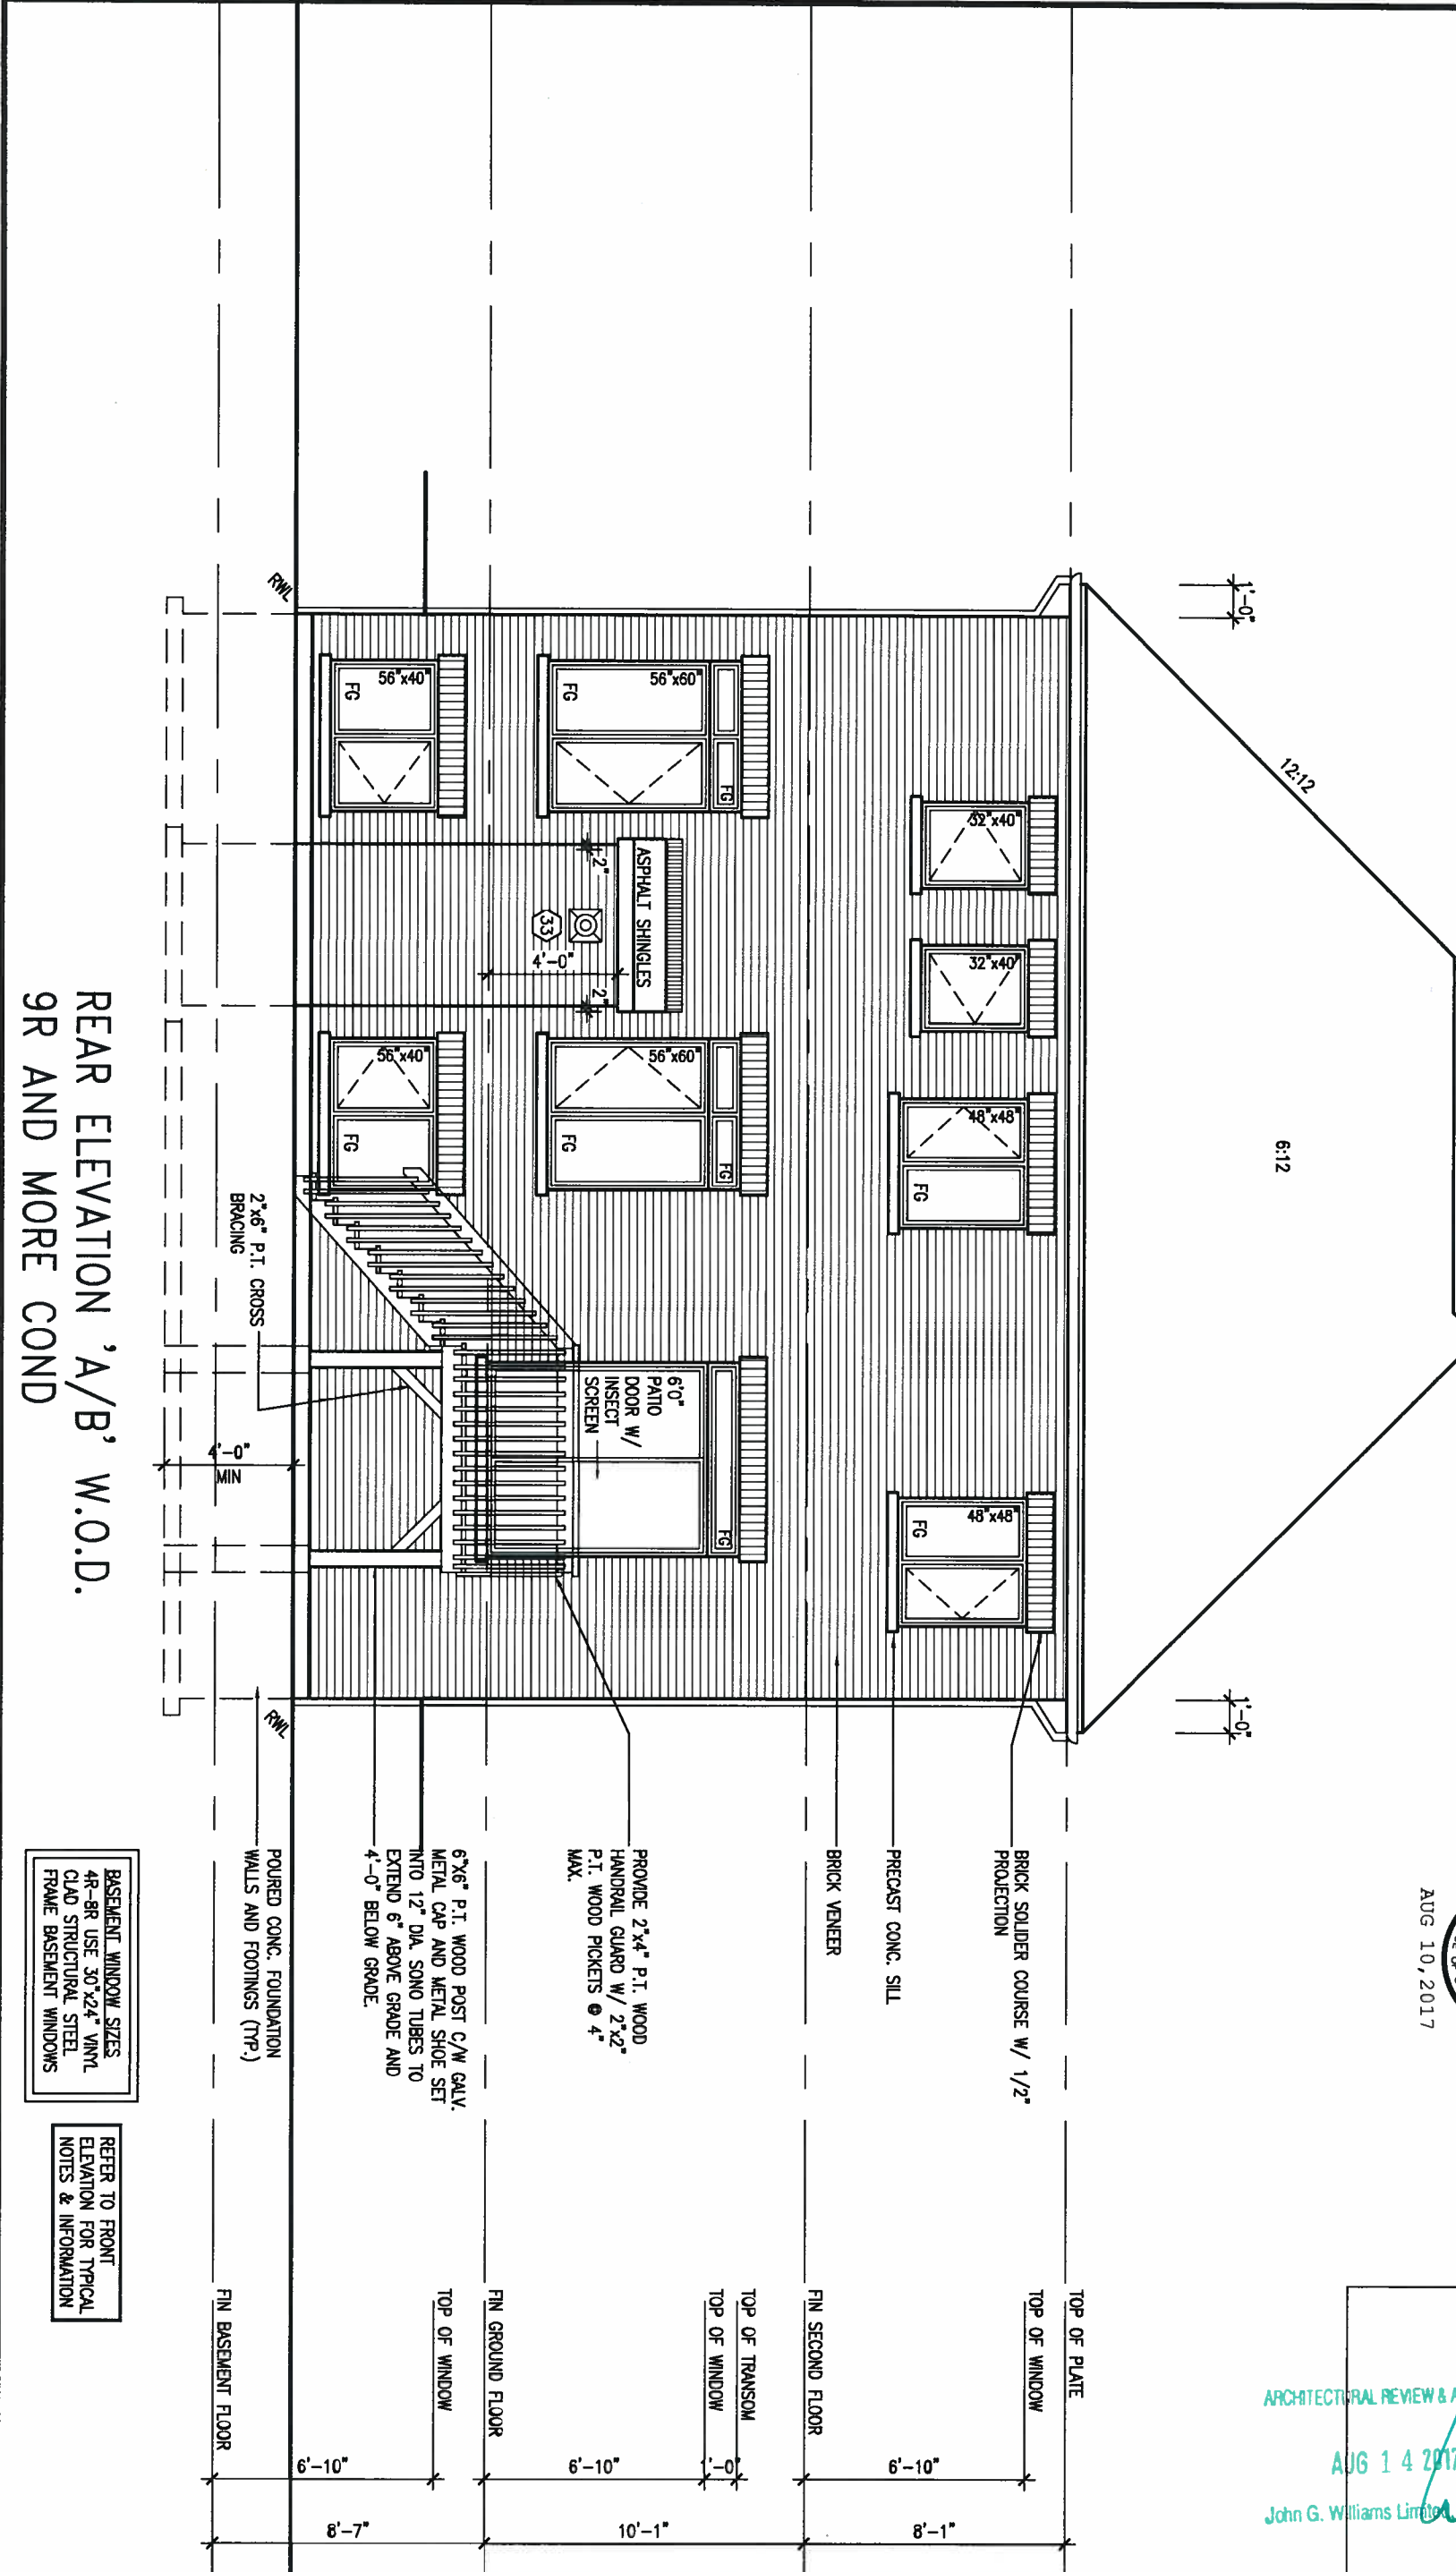 1'-0"
1'-0"
12:12
6:12
AUG 10, 2017
ARCHITECTURAL REVIEW &
AUG 14 2017
John G. Williams Limited
TOP OF PLATE
TOP OF WINDOW
FIN SECOND FLOOR
TOP OF TRANSOM
TOP OF WINDOW
FIN GROUND FLOOR
TOP OF WINDOW
FIN BASEMENT FLOOR
6'-10"
8'-1"
1'-0"
6'-10"
10'-1"
6'-10"
8'-7"
32"x40"
32"x40"
48"x48"
FG
48"x48"
FG
56"x60"
FG
FG
56"x60"
FG
FG
56"x40"
FG
56"x40"
FG
ASPHALT SHINGLES
2"
2"
33
4'-0"
6'0"
PATIO
DOOR W/
INSECT
SCREEN
FG
BRICK SOLIDER COURSE W/ 1/2"
PROJECTION
PRECAST CONC. SILL
BRICK VENEER
PROVIDE 2"x4" P.T. WOOD
HANDRAIL GUARD W/ 2"x2"
P.T. WOOD PICKETS @ 4"
MAX.
6"X6" P.T. WOOD POST C/W GALV.
METAL CAP AND METAL SHOE SET
INTO 12" DIA. SONO TUBES TO
EXTEND 6" ABOVE GRADE AND
4'-0" BELOW GRADE.
POURED CONC. FOUNDATION
WALLS AND FOOTINGS (TYP.)
RWL
RWL
2"x6" P.T. CROSS
BRACING
4'-0"
MIN
REAR ELEVATION 'A/B' W.O.D.
9R AND MORE COND
BASEMENT WINDOW SIZES
4R-8R USE 30"x24" VINYL
CLAD STRUCTURAL STEEL
FRAME BASEMENT WINDOWS
REFER TO FRONT
ELEVATION FOR TYPICAL
NOTES & INFORMATION